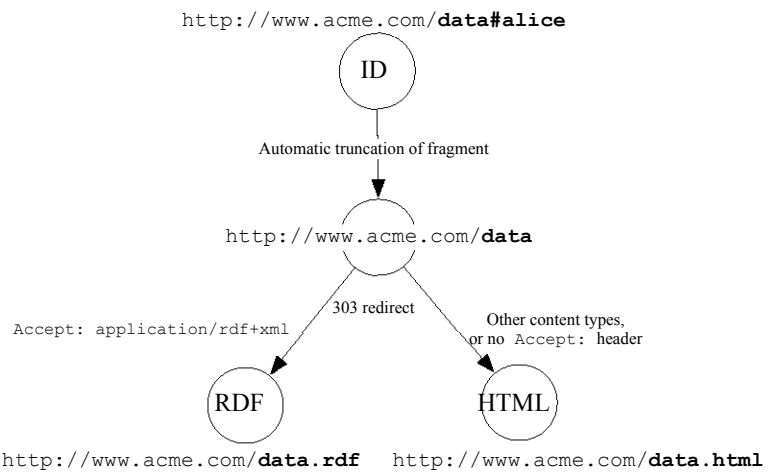 http://www.acme.com/data#alice
ID
Automatic truncation of fragment
http://www.acme.com/data
303 redirect
Accept: application/rdf+xml
Other content types,
or no Accept: header
RDF
HTML
http://www.acme.com/data.rdf
http://www.acme.com/data.html